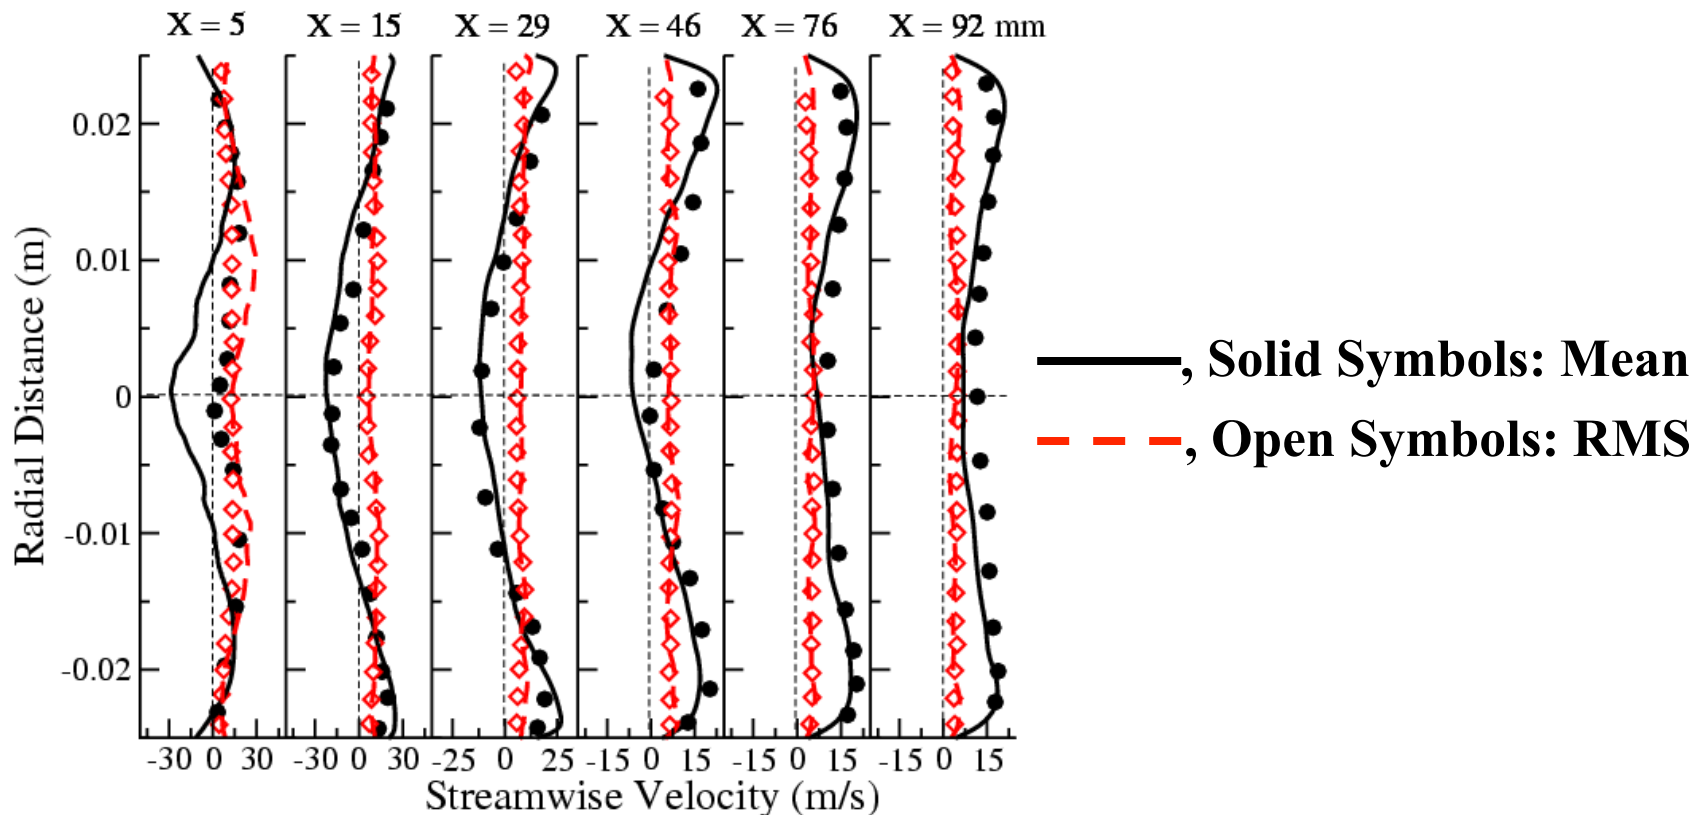 X = 5 X = 15 X = 29 X = 46 X = 76 X = 92 mm
0.02
0.01
0
-0.01
-0.02
Radial Distance (m)
-30 0 30 -30 0 30 -25 0 25 -15 0 15 -15 0 15 -15 0 15
Streamwise Velocity (m/s)
, Solid Symbols: Mean
, Open Symbols: RMS